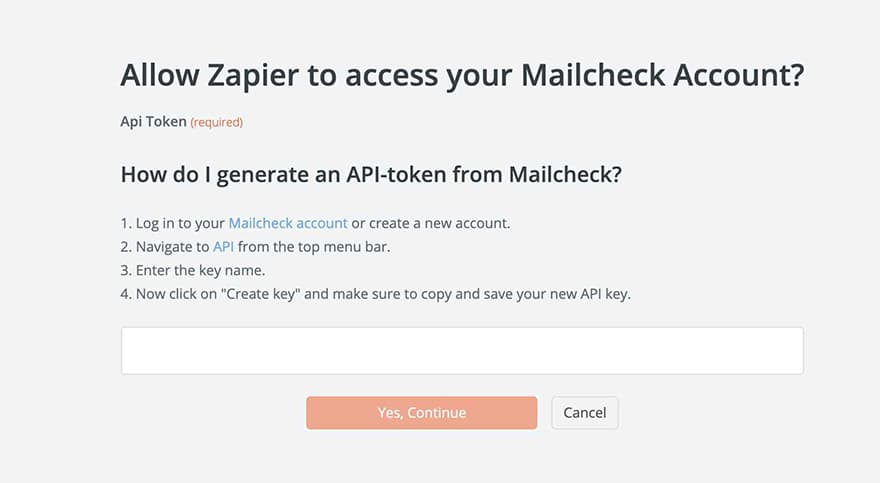 Allow Zapier to access your Mailcheck Account?
Api Token (required)
How do I generate an API-token from Mailcheck?
1. Log in to your Mailcheck account or create a new account.
2. Navigate to API from the top menu bar.
3. Enter the key name.
4. Now click on "Create key" and make sure to copy and save your new API key.
Yes, Continue
Cancel